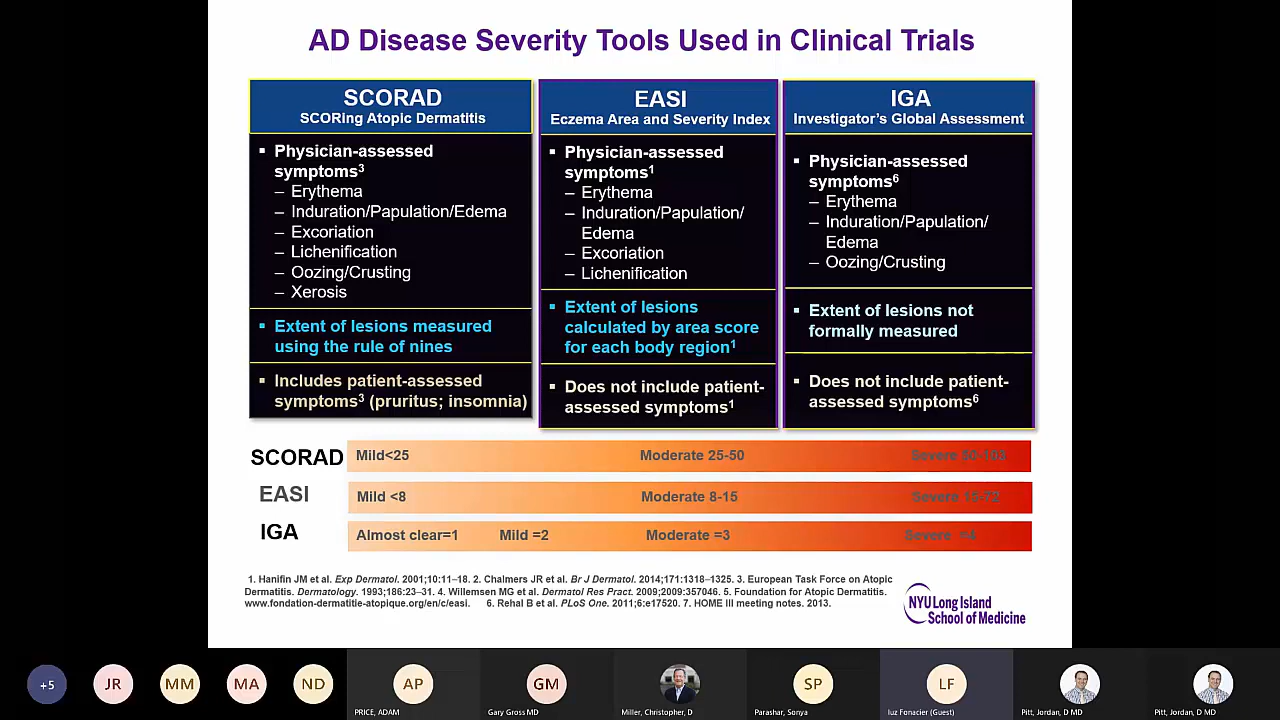 AD Disease Severity Tools Used in Clinical Trials
SCORAD
SCORing Atopic Dermatitis
▪ Physician-assessed
symptoms3
– Erythema
– Induration/Papulation/Edema
– Excoriation
– Lichenification
– Oozing/Crusting
– Xerosis
▪ Extent of lesions measured
using the rule of nines
▪ Includes patient-assessed
symptoms3 (pruritus; insomnia)
EASI
Eczema Area and Severity Index
▪ Physician-assessed
symptoms1
– Erythema
– Induration/Papulation/
Edema
– Excoriation
– Lichenification
▪ Extent of lesions
calculated by area score
for each body region1
▪ Does not include patient-
assessed symptoms1
IGA
Investigator's Global Assessment
▪ Physician-assessed
symptoms6
– Erythema
– Induration/Papulation/
Edema
– Oozing/Crusting
▪ Extent of lesions not
formally measured
▪ Does not include patient-
assessed symptoms6
SCORAD Mild<25 Moderate 25-50 Severe 50-103
EASI Mild <8 Moderate 8-15 Severe 15-72
IGA Almost clear=1 Mild =2 Moderate =3 Severe =4
1. Hanifin JM et al. Exp Dermatol. 2001;10:11–18. 2. Chalmers JR et al. Br J Dermatol. 2014;171:1318–1325. 3. European Task Force on Atopic
Dermatitis. Dermatology. 1993;186:23–31. 4. Willemsen MG et al. Dermatol Res Pract. 2009;2009:357046. 5. Foundation for Atopic Dermatitis.
www.fondation-dermatitie-atopique.org/en/c/easi. 6. Rehal B et al. PLoS One. 2011;6:e17520. 7. HOME III meeting notes. 2013.
NYU Long Island
School of Medicine
+5 JR MM MA ND AP GM SP LF
PRICE, ADAM Gary Gross MD Miller, Christopher, D Parashar, Sonya luz Fonacier (Guest) Pitt, Jordan, D MD Pitt, Jordan, D MD